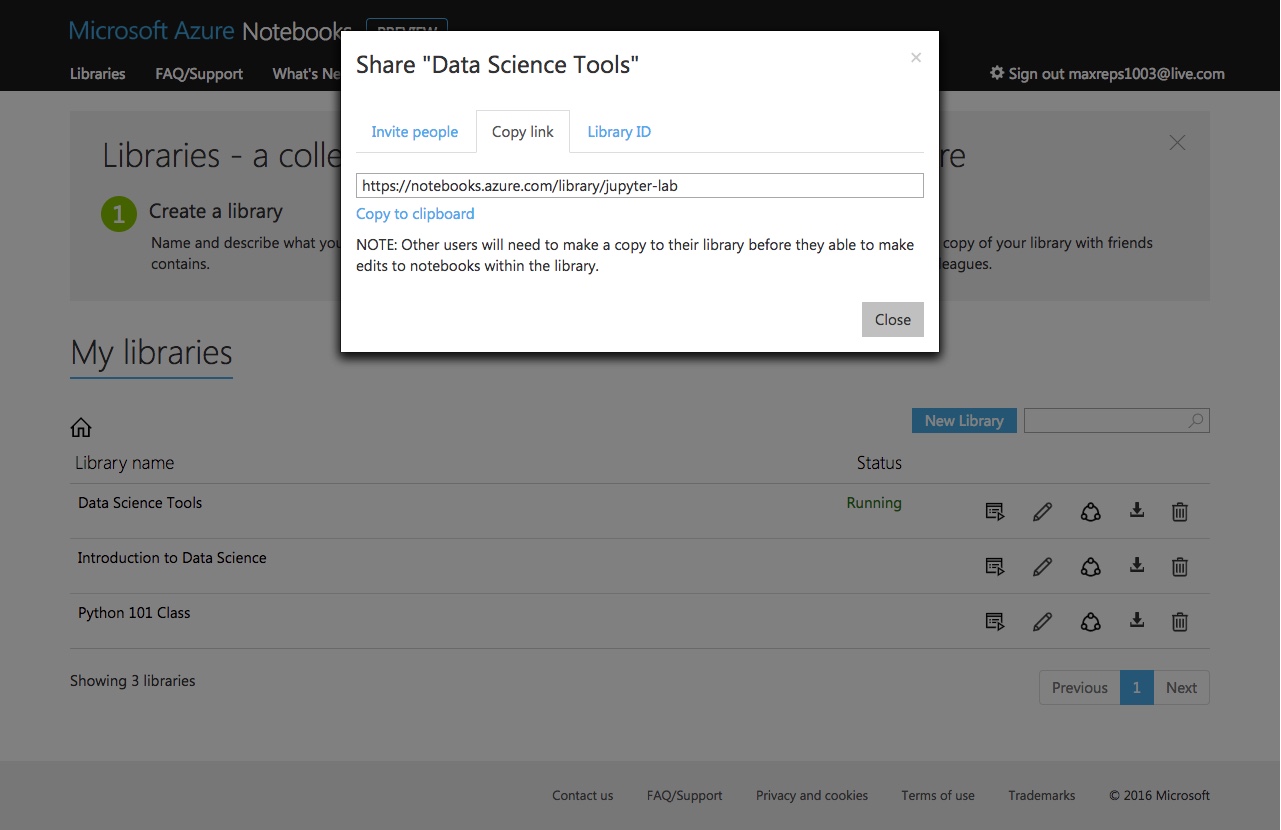 Microsoft Azure Notebooks PREVIEW
Libraries FAQ/Support What's Ne
Sign out maxreps1003@live.com
Share "Data Science Tools"
Invite people Copy link Library ID
https://notebooks.azure.com/library/jupyter-lab
Copy to clipboard
NOTE: Other users will need to make a copy to their library before they able to make
edits to notebooks within the library.
Close
Libraries - a colle re
1 Create a library
Name and describe what you
contains.
copy of your library with friends
leagues.
My libraries
New Library
Library name Status
Data Science Tools Running
Introduction to Data Science
Python 101 Class
Showing 3 libraries
Previous 1 Next
Contact us FAQ/Support Privacy and cookies Terms of use Trademarks © 2016 Microsoft